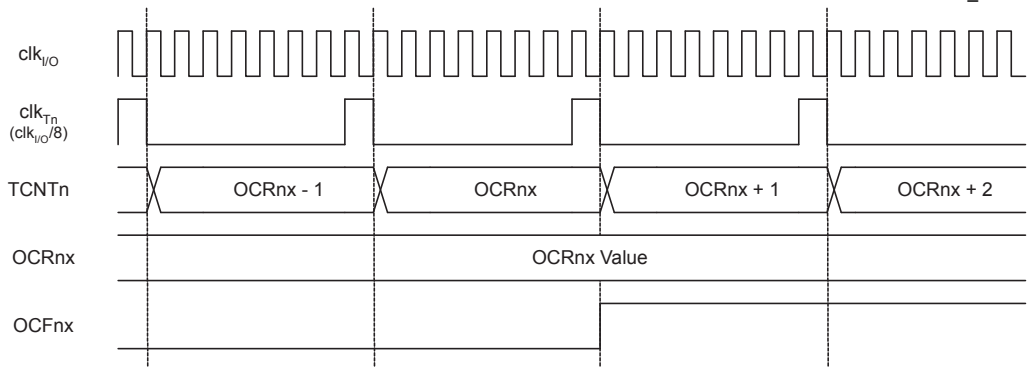 clkI/O
clkTn
(clkI/O/8)
TCNTn OCRnx - 1 OCRnx OCRnx + 1 OCRnx + 2
OCRnx OCRnx Value
OCFnx